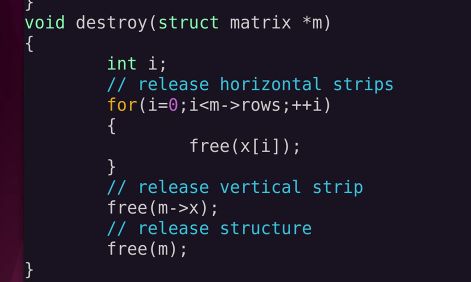 }
void destroy(struct matrix *m)
{
        int i;
        // release horizontal strips
        for(i=0;i<m->rows;++i)
        {
                free(x[i]);
        }
        // release vertical strip
        free(m->x);
        // release structure
        free(m);
}